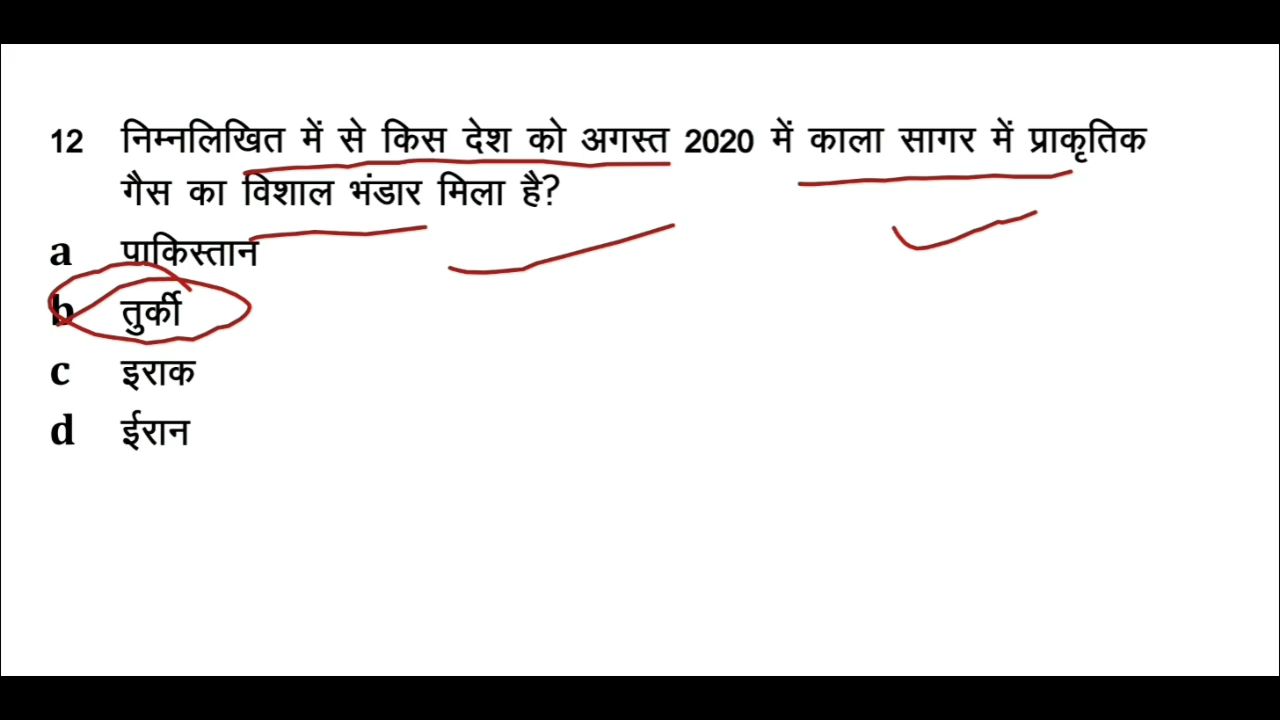 12 निम्नलिखित में से किस देश को अगस्त 2020 में काला सागर में प्राकृतिक
गैस का विशाल भंडार मिला है?
a पाकिस्तान
b तुर्की
c इराक
d ईरान